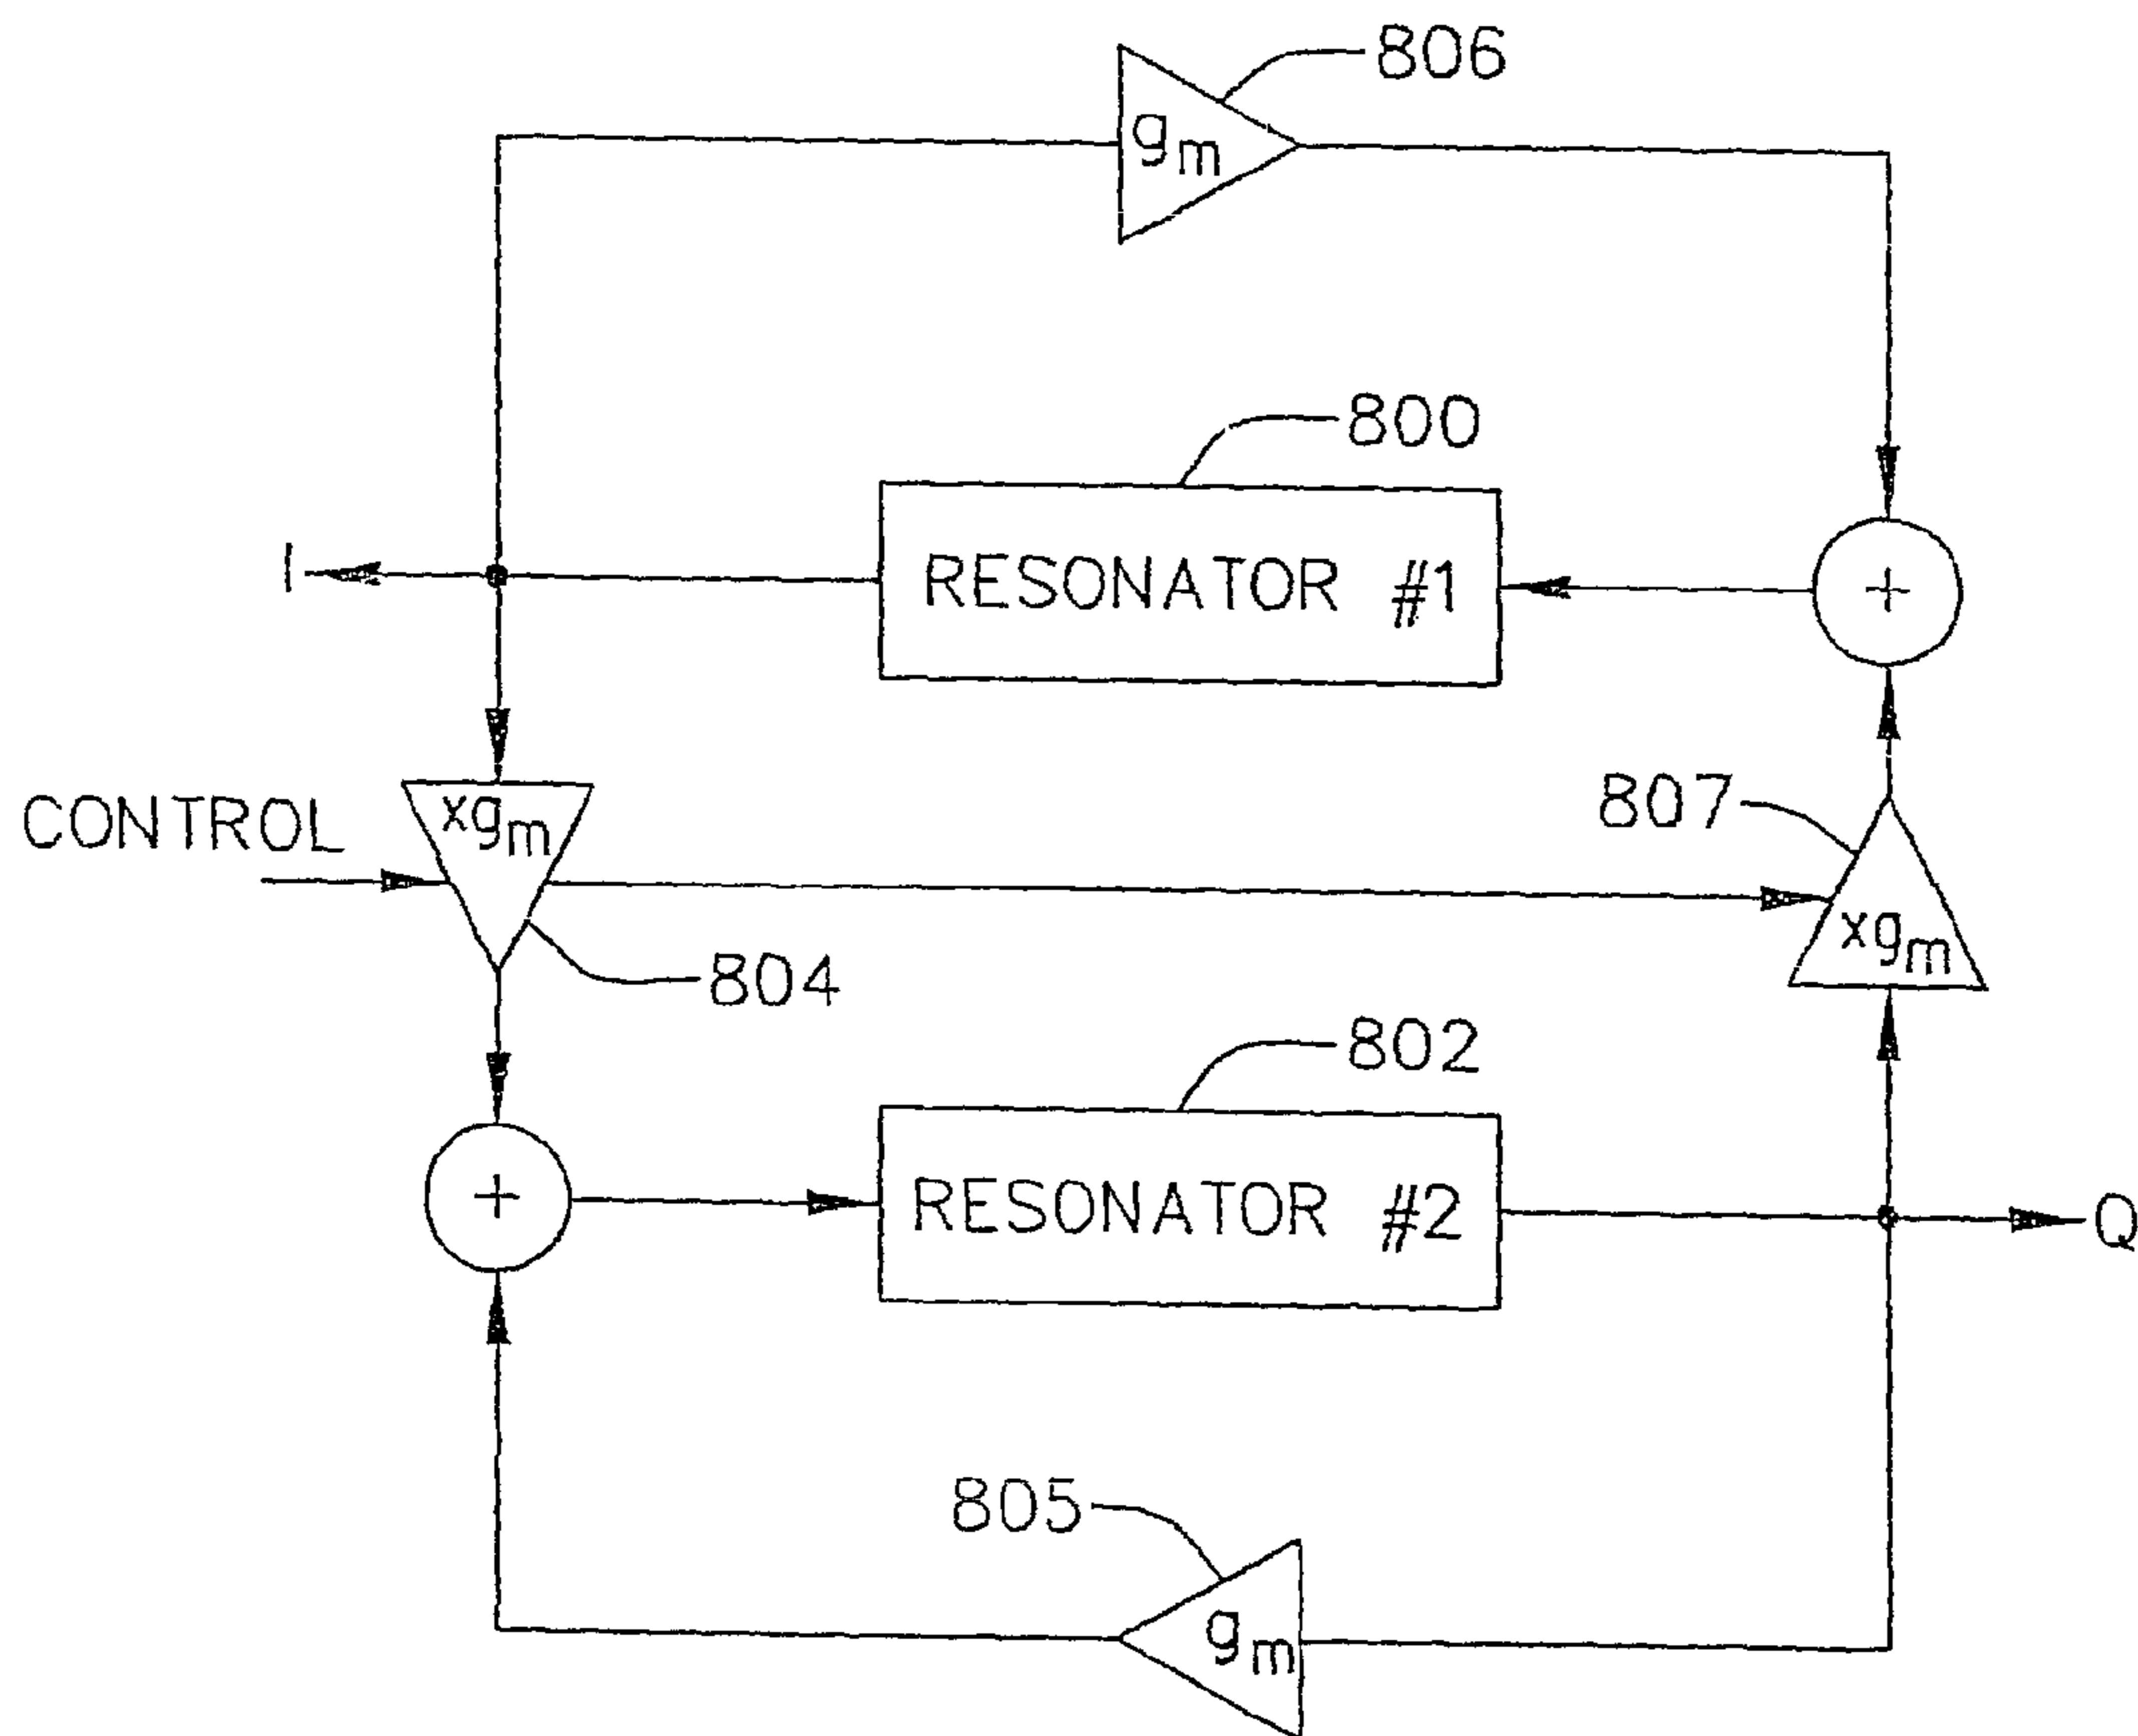 806
gm
800
I
RESONATOR #1
+
CONTROL
xgm
807
804
xgm
802
+
RESONATOR #2
Q
805
gm